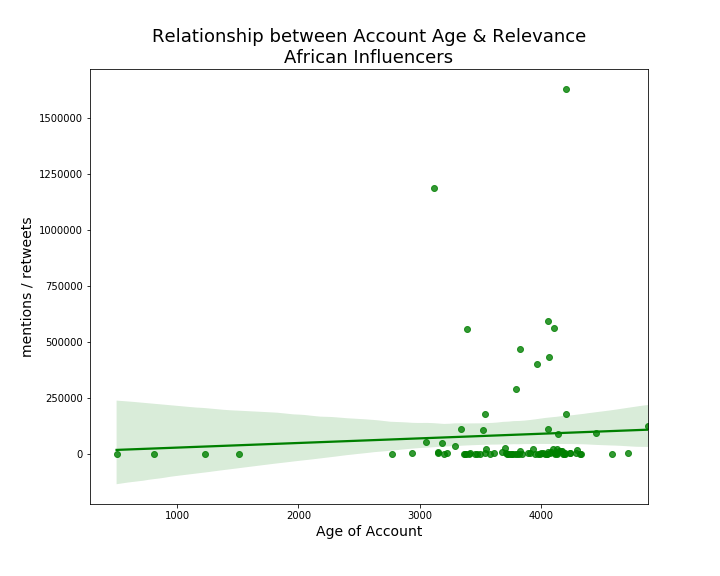 Relationship between Account Age & Relevance
African Influencers
mentions / retweets
1500000
1250000
1000000
750000
500000
250000
0
1000
2000
3000
4000
Age of Account